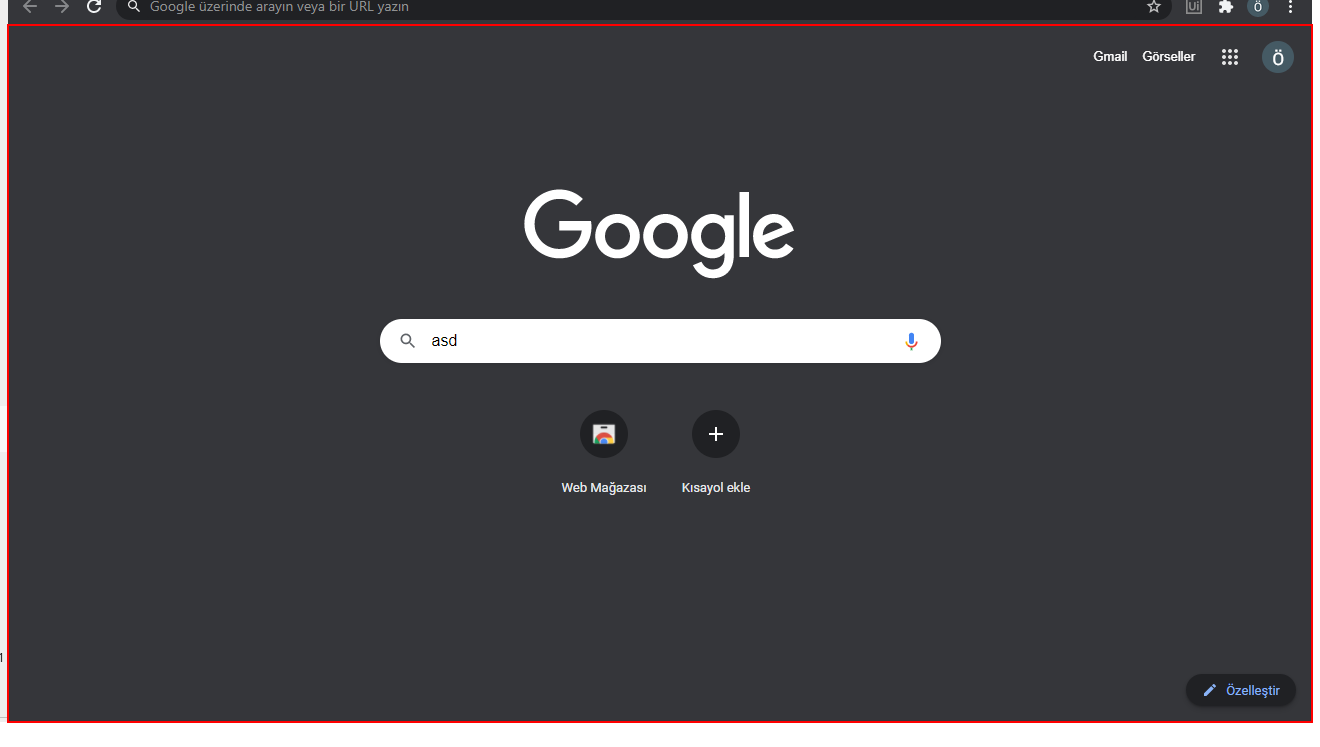 Google üzerinde arayın veya bir URL yazın
Ui
Ö
Gmail Görseller
Ö
Google
asd
Web Mağazası Kısayol ekle
1
Özelleştir